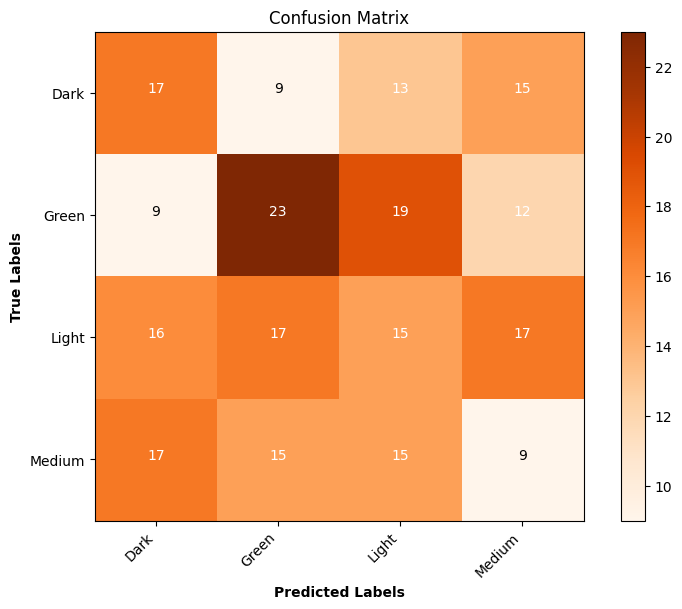 Confusion Matrix
True Labels
Dark 17 9 13 15
Green 9 23 19 12
Light 16 17 15 17
Medium 17 15 15 9
Dark Green Light Medium
Predicted Labels
22
20
18
16
14
12
10